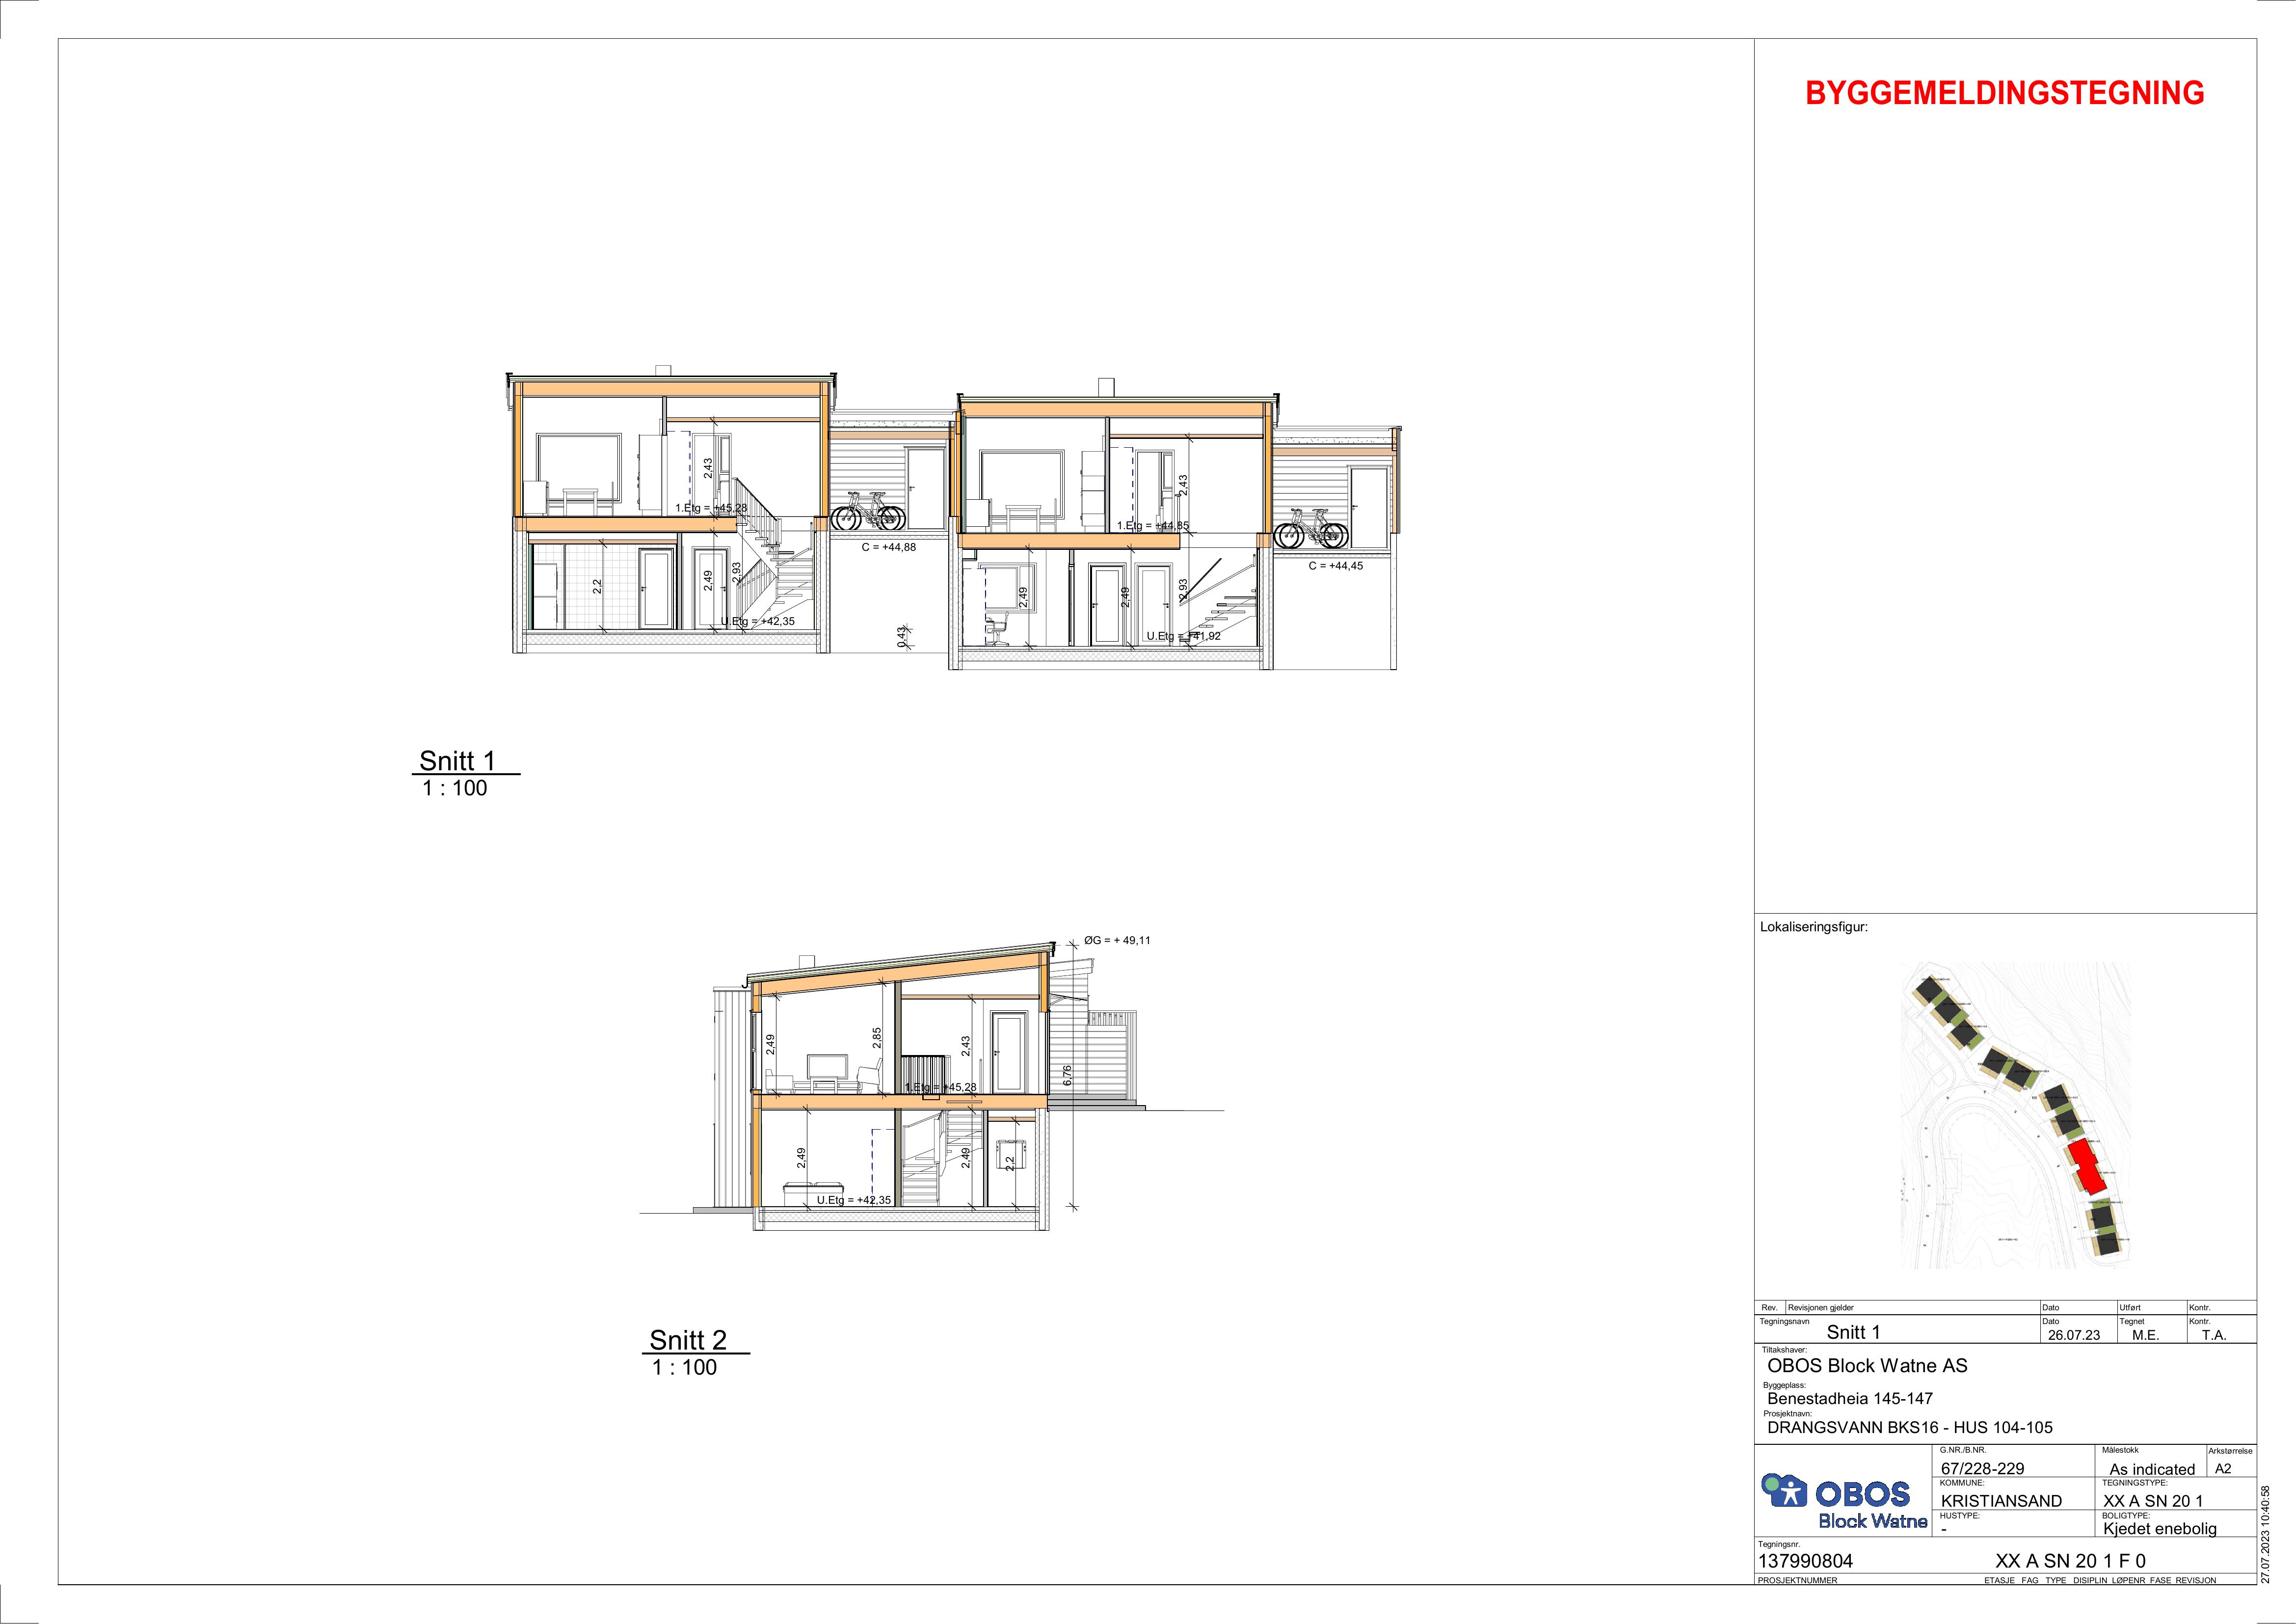 BYGGEMELDINGSTEGNING
2,43
1.Etg = +45,28
2,43
1.Etg = +44,85
C = +44,88
C = +44,45
2,2
2,49
2,93
U.Etg = +42,35
0,43
2,49
2,49
2,93
U.Etg = +41,92
Snitt 1
1 : 100
ØG = + 49,11
2,49
2,85
2,43
6,76
1.Etg = +45,28
2,49
2,49
2,2
U.Etg = +42,35
Snitt 2
1 : 100
Lokaliseringsfigur:
Rev. Revisjonen gjelder Dato Utført Kontr.
Tegningsnavn Dato Tegnet Kontr.
Snitt 1 26.07.23 M.E. T.A.
Tiltakshaver:
OBOS Block Watne AS
Byggeplass:
Benestadheia 145-147
Prosjektnavn:
DRANGSVANN BKS16 - HUS 104-105
OBOS
Block Watne
G.NR./B.NR. Målestokk Arkstørrelse
67/228-229 As indicated A2
KOMMUNE: TEGNINGSTYPE:
KRISTIANSAND XX A SN 20 1
HUSTYPE: BOLIGTYPE:
- Kjedet enebolig
Tegningsnr.
137990804 XX A SN 20 1 F 0
PROSJEKTNUMMER ETASJE FAG TYPE DISIPLIN LØPENR FASE REVISJON
27.07.2023 10:40:58